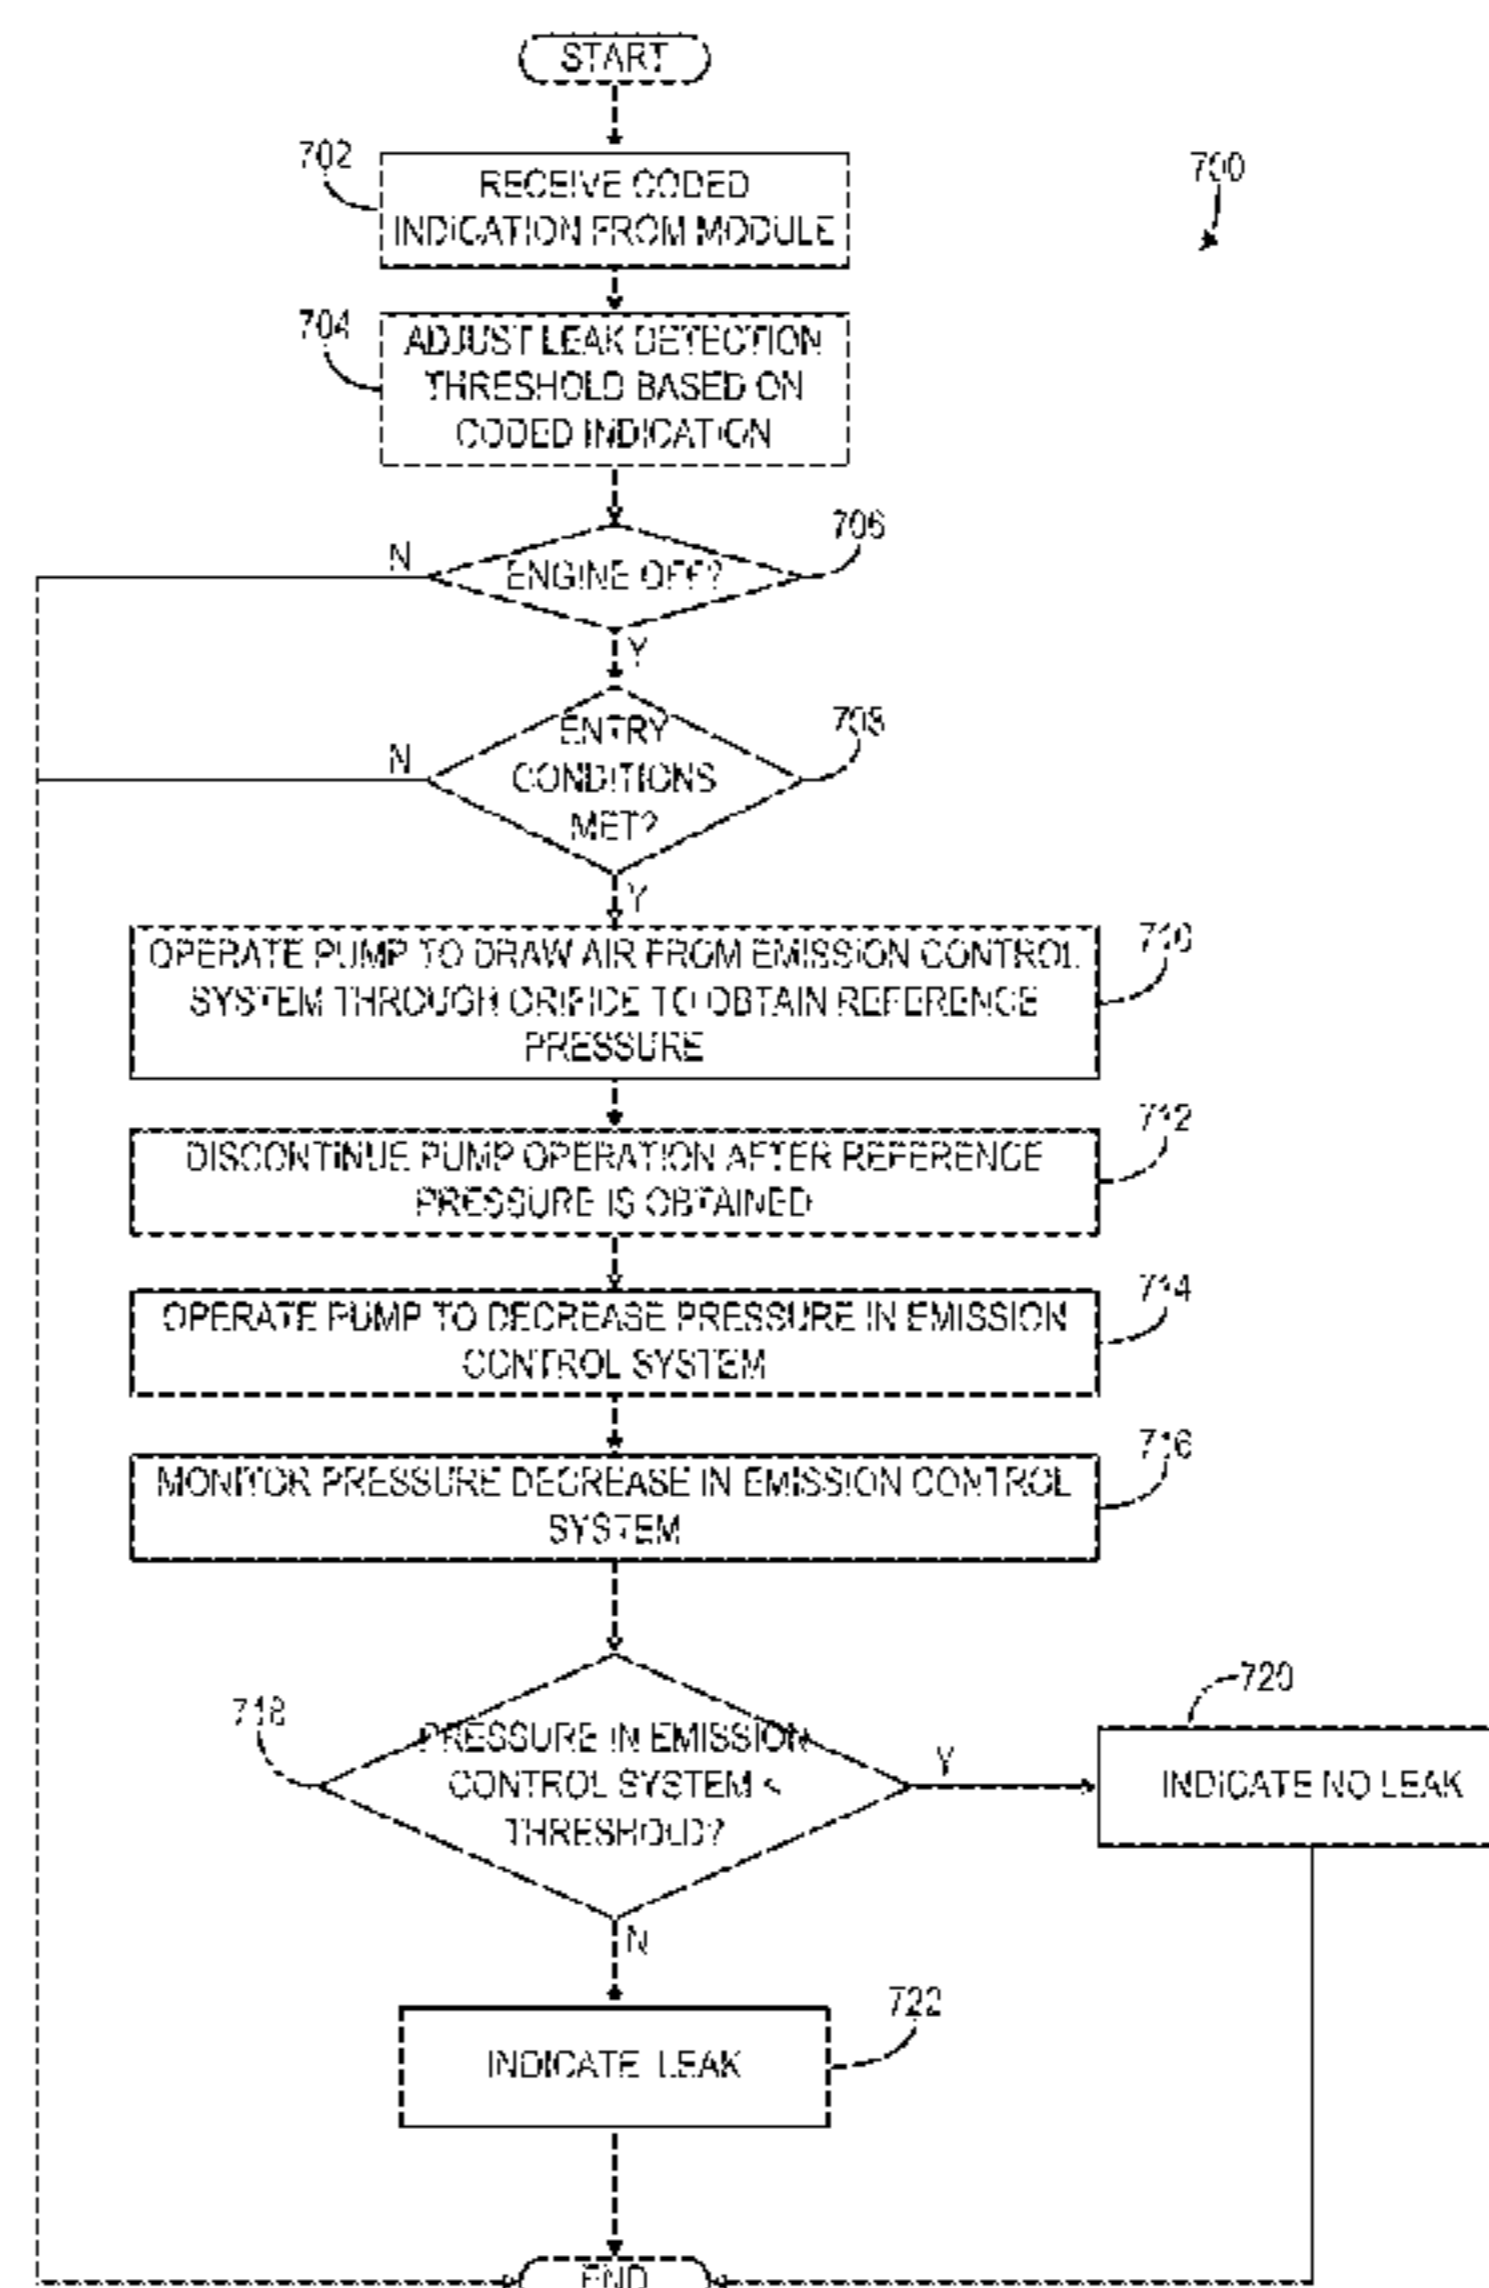 START
702
700
RECEIVE CODED
INDICATION FROM MODULE
704
ADJUST LEAK DETECTION
THRESHOLD BASED ON
CODED INDICATION
706
N
ENGINE OFF?
Y
708
N
ENTRY
CONDITIONS
MET?
Y
710
OPERATE PUMP TO DRAW AIR FROM EMISSION CONTROL
SYSTEM THROUGH ORIFICE TO OBTAIN REFERENCE
PRESSURE
712
DISCONTINUE PUMP OPERATION AFTER REFERENCE
PRESSURE IS OBTAINED
714
OPERATE PUMP TO DECREASE PRESSURE IN EMISSION
CONTROL SYSTEM
716
MONITOR PRESSURE DECREASE IN EMISSION CONTROL
SYSTEM
718
PRESSURE IN EMISSION
CONTROL SYSTEM <
THRESHOLD?
Y
720
INDICATE NO LEAK
N
722
INDICATE LEAK
END